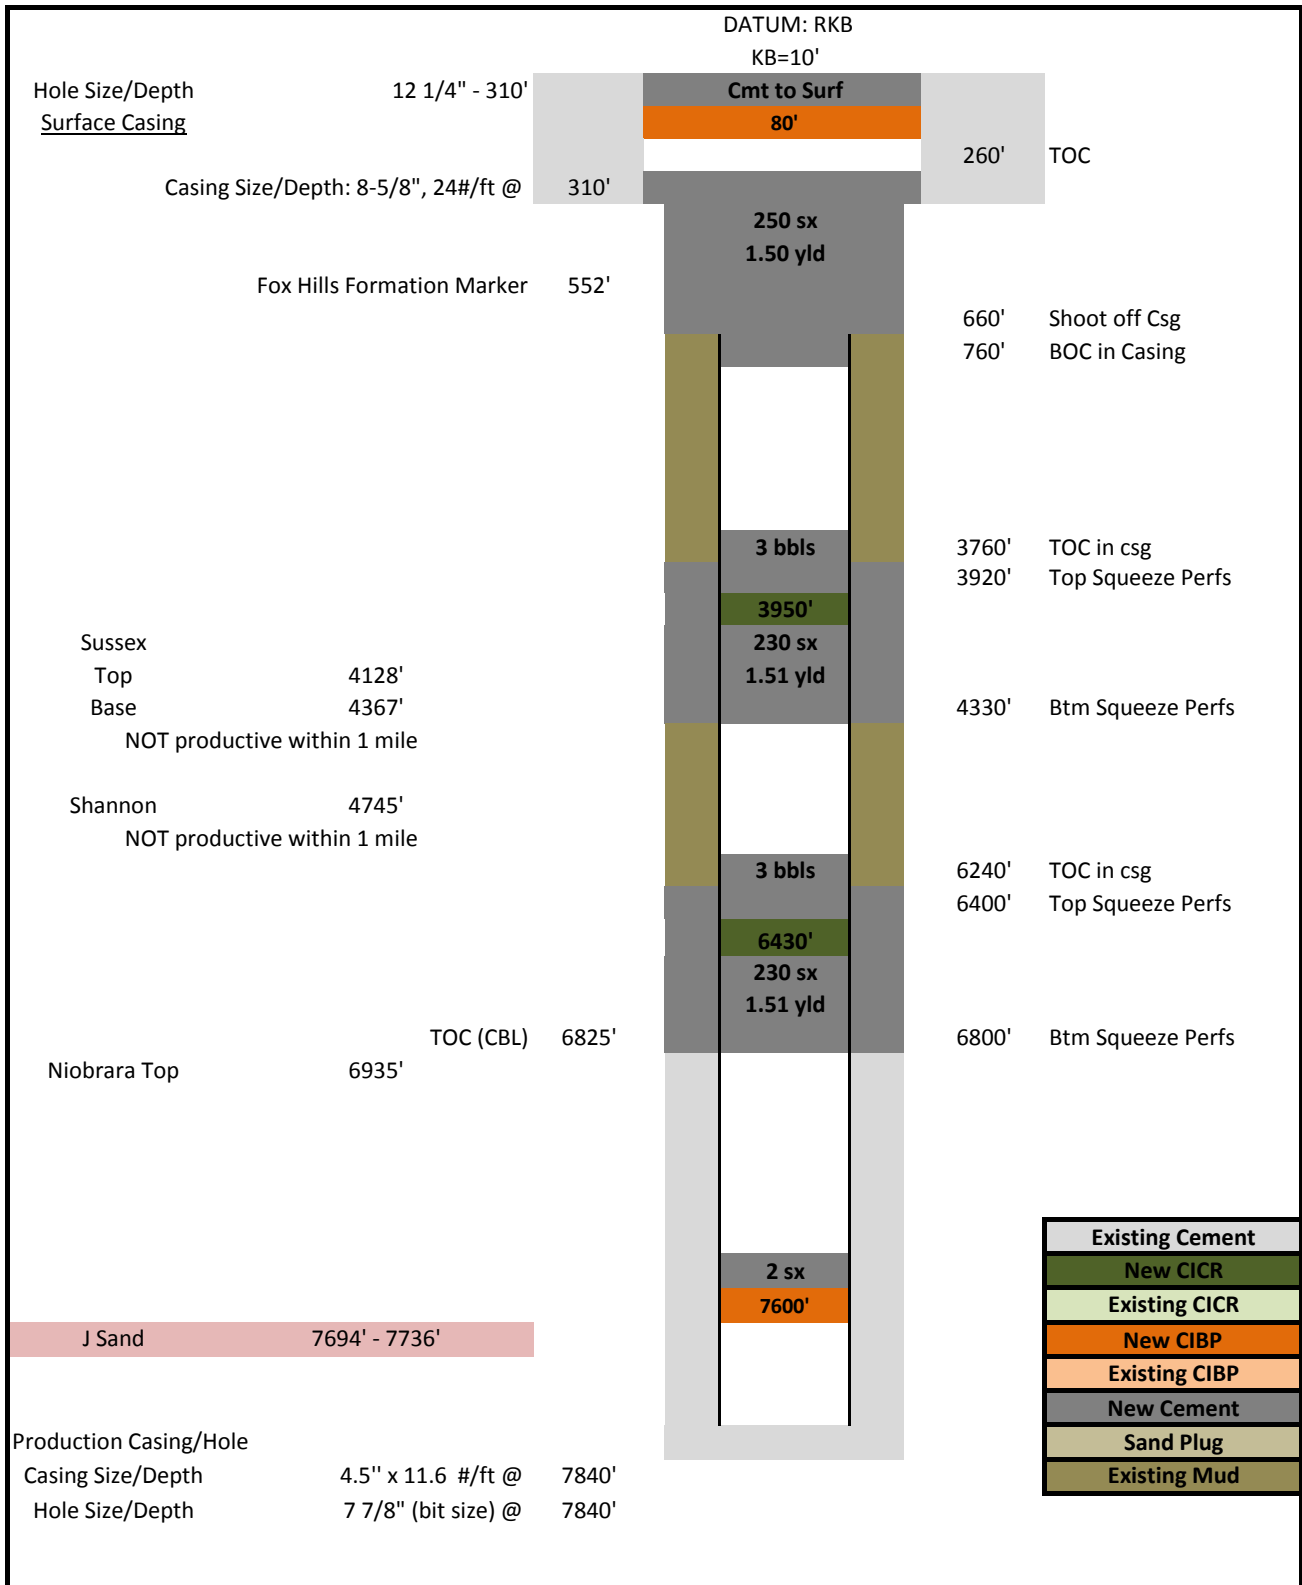 DATUM: RKB
KB=10'
Hole Size/Depth 12 1/4" - 310' Cmt to Surf
Surface Casing 80'
260' TOC
Casing Size/Depth: 8-5/8", 24#/ft @ 310'
250 sx
1.50 yld
Fox Hills Formation Marker 552'
660' Shoot off Csg
760' BOC in Casing
3 bbls 3760' TOC in csg
3920' Top Squeeze Perfs
3950'
Sussex 230 sx
Top 4128' 1.51 yld
Base 4367' 4330' Btm Squeeze Perfs
NOT productive within 1 mile
Shannon 4745'
NOT productive within 1 mile
3 bbls 6240' TOC in csg
6400' Top Squeeze Perfs
6430'
230 sx
1.51 yld
TOC (CBL) 6825' 6800' Btm Squeeze Perfs
Niobrara Top 6935'
Existing Cement
2 sx New CICR
7600' Existing CICR
J Sand 7694' - 7736' New CIBP
Existing CIBP
New Cement
Production Casing/Hole Sand Plug
Casing Size/Depth 4.5'' x 11.6 #/ft @ 7840' Existing Mud
Hole Size/Depth 7 7/8" (bit size) @ 7840'